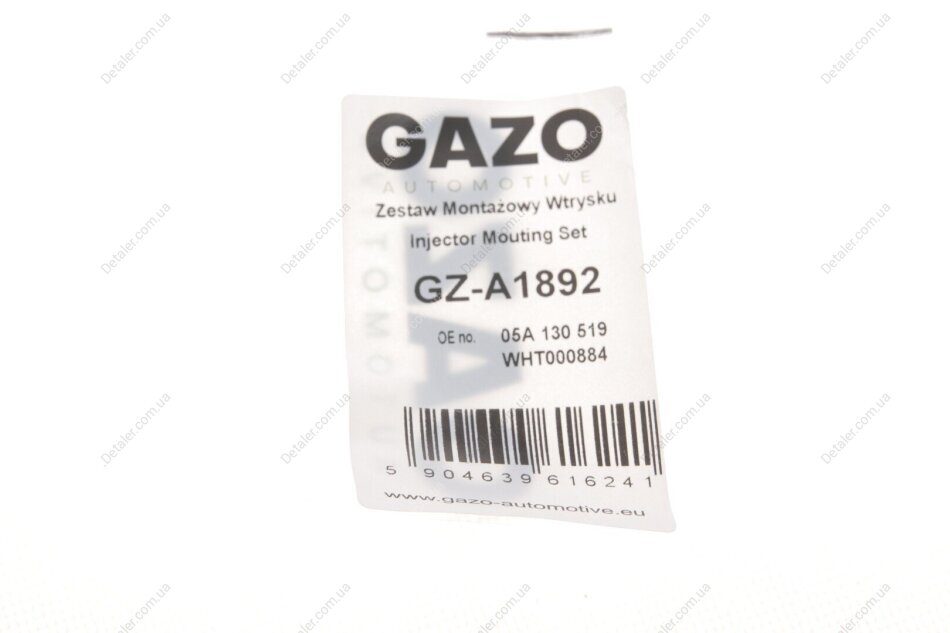 GAZO
AUTOMOTIVE
Zestaw Montażowy Wtrysku
Injector Mouting Set
GZ-A1892
OE no. 05A 130 519
WHT000884
5 904639 616241
www.gazo-automotive.eu
Detaler.com.ua